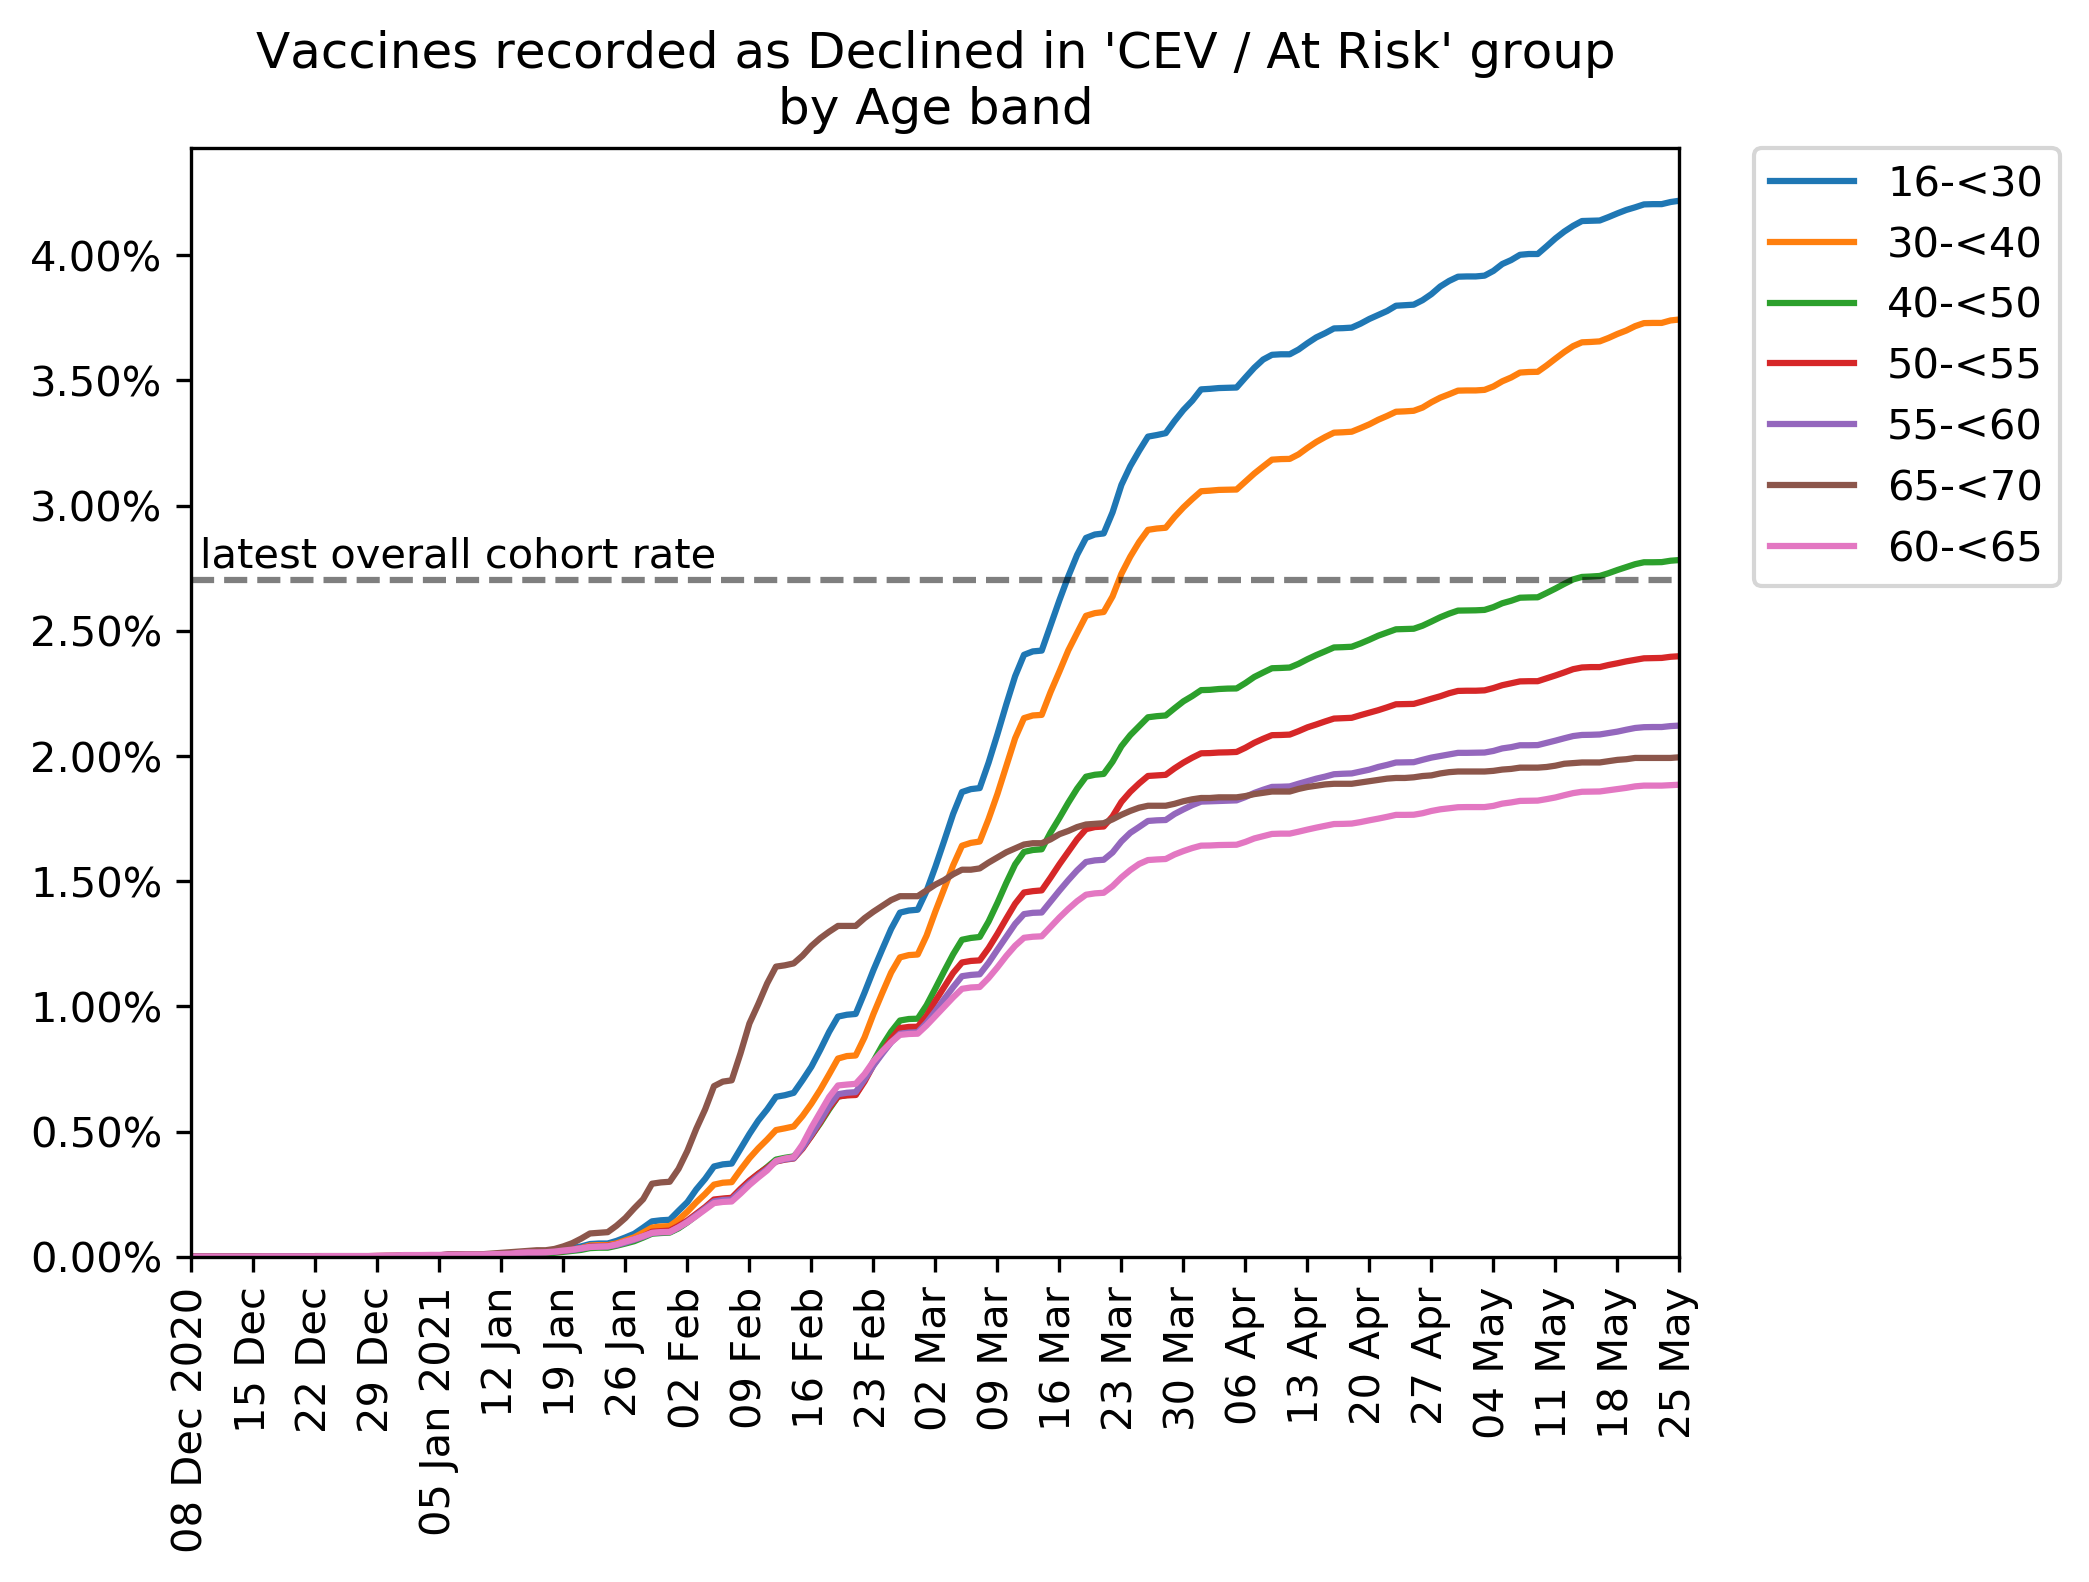 Vaccines recorded as Declined in 'CEV / At Risk' group
by Age band
4.00%
3.50%
3.00%
2.50%
2.00%
1.50%
1.00%
0.50%
0.00%
latest overall cohort rate
16-<30
30-<40
40-<50
50-<55
55-<60
65-<70
60-<65
08 Dec 2020
15 Dec
22 Dec
29 Dec
05 Jan 2021
12 Jan
19 Jan
26 Jan
02 Feb
09 Feb
16 Feb
23 Feb
02 Mar
09 Mar
16 Mar
23 Mar
30 Mar
06 Apr
13 Apr
20 Apr
27 Apr
04 May
11 May
18 May
25 May